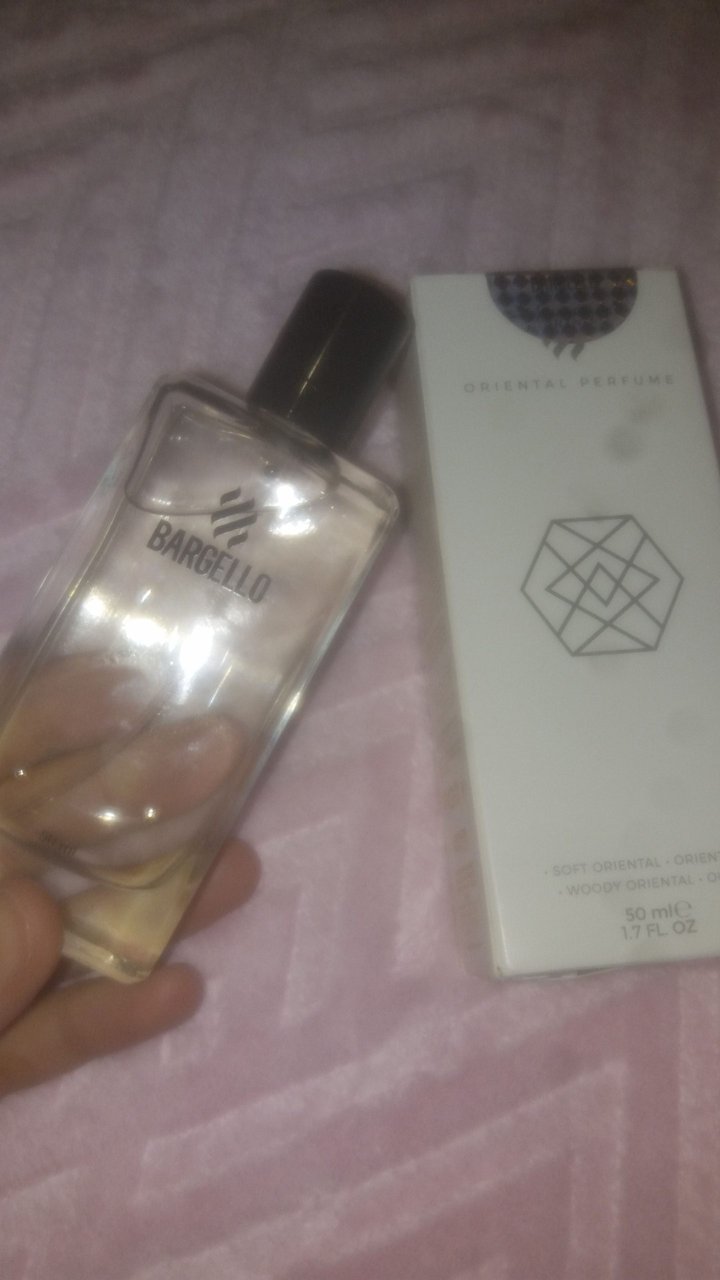 BARGELLO
ORIENTAL PERFUME
• SOFT ORIENTAL • ORIENT
• WOODY ORIENTAL •
50 ml ℮
1.7 FL. OZ